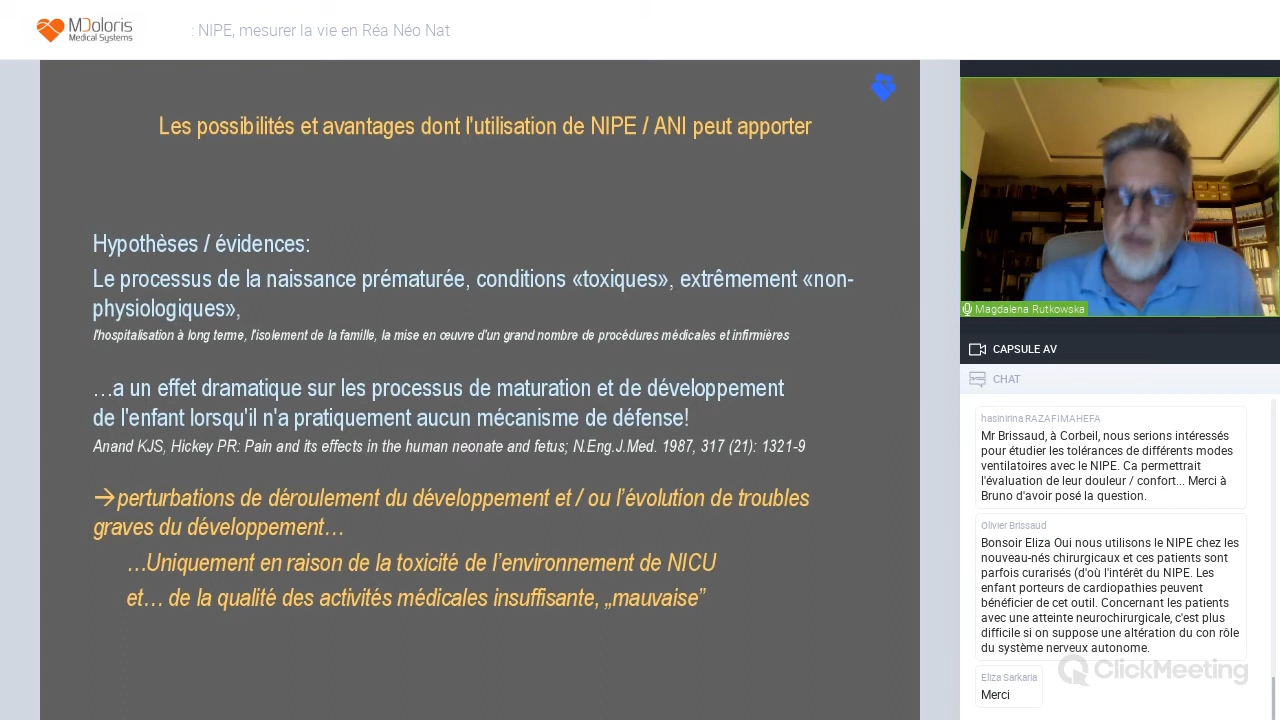 MDoloris
Medical Systems
: NIPE, mesurer la vie en Réa Néo Nat
Les possibilités et avantages dont l'utilisation de NIPE / ANI peut apporter
Hypothèses / évidences:
Le processus de la naissance prématurée, conditions «toxiques», extrêmement «non-
physiologiques»,
l'hospitalisation à long terme, l'isolement de la famille, la mise en œuvre d'un grand nombre de procédures médicales et infirmières
…a un effet dramatique sur les processus de maturation et de développement
de l'enfant lorsqu'il n'a pratiquement aucun mécanisme de défense!
Anand KJS, Hickey PR: Pain and its effects in the human neonate and fetus; N.Eng.J.Med. 1987, 317 (21): 1321-9
→perturbations de déroulement du développement et / ou l’évolution de troubles
graves du développement…
…Uniquement en raison de la toxicité de l’environnement de NICU
et… de la qualité des activités médicales insuffisante, „mauvaise”
Magdalena Rutkowska
CAPSULE AV
CHAT
hasinirina RAZAFIMAHEFA
Mr Brissaud, à Corbeil, nous serions intéressés
pour étudier les tolérances de différents modes
ventilatoires avec le NIPE. Ca permettrait
l'évaluation de leur douleur / confort... Merci à
Bruno d'avoir posé la question.
Olivier Brissaud
Bonsoir Eliza Oui nous utilisons le NIPE chez les
nouveau-nés chirurgicaux et ces patients sont
parfois curarisés (d'où l'intérêt du NIPE. Les
enfant porteurs de cardiopathies peuvent
bénéficier de cet outil. Concernant les patients
avec une atteinte neurochirurgicale, c'est plus
difficile si on suppose une altération du con rôle
du système nerveux autonome.
ClickMeeting
Eliza Sarkaria
Merci